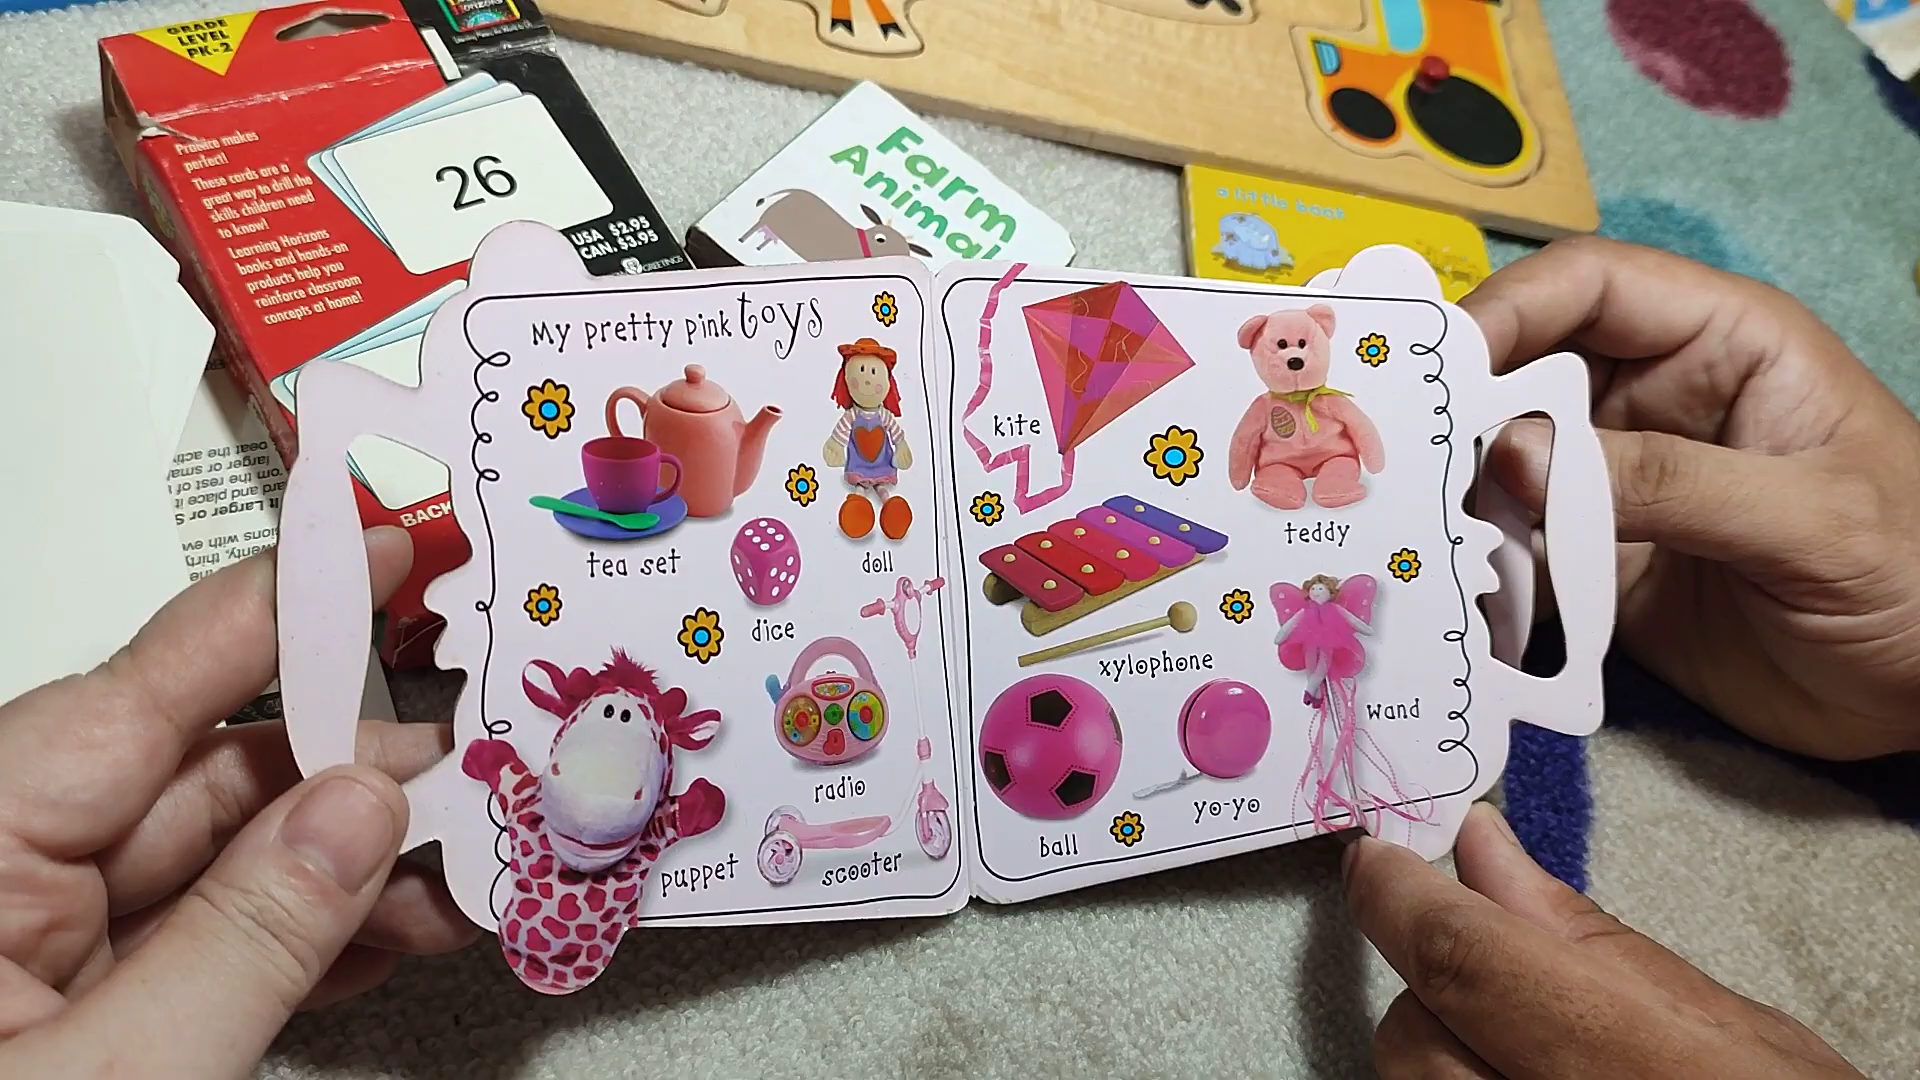 GRADE
LEVEL
PK-2
Practice makes
perfect!
These cards are a
great way to drill the
skills children need
to know!
Learning Horizons
books and hands-on
products help you
reinforce classroom
concepts at home!
26
USA $2.95
CAN. $3.95
GREETINGS
BACK
Farm
Animal
a little book
My pretty pink toys
tea set
doll
dice
radio
puppet
scooter
kite
teddy
xylophone
wand
ball
yo-yo